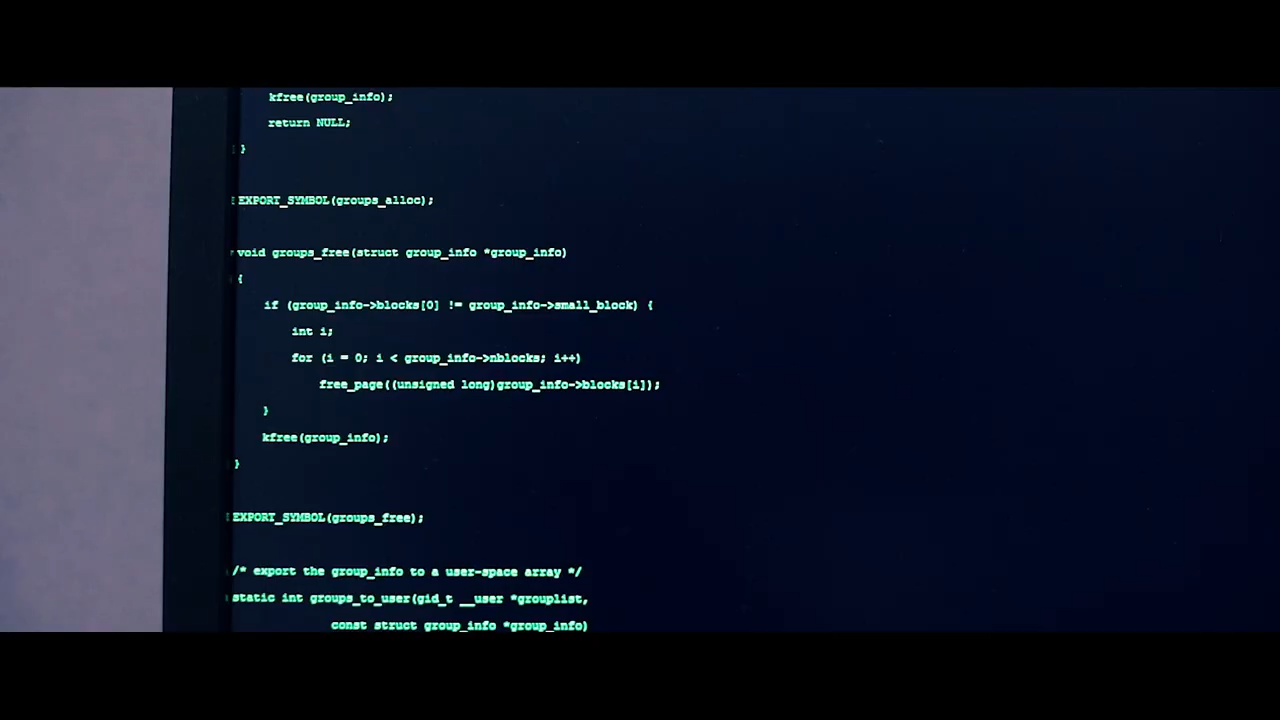 kfree(group_info);
return NULL;
}
EXPORT_SYMBOL(groups_alloc);
void groups_free(struct group_info *group_info)
{
if (group_info->blocks[0] != group_info->small_block) {
int i;
for (i = 0; i < group_info->nblocks; i++)
free_page((unsigned long)group_info->blocks[i]);
}
kfree(group_info);
}
EXPORT_SYMBOL(groups_free);
/* export the group_info to a user-space array */
static int groups_to_user(gid_t __user *grouplist,
const struct group_info *group_info)